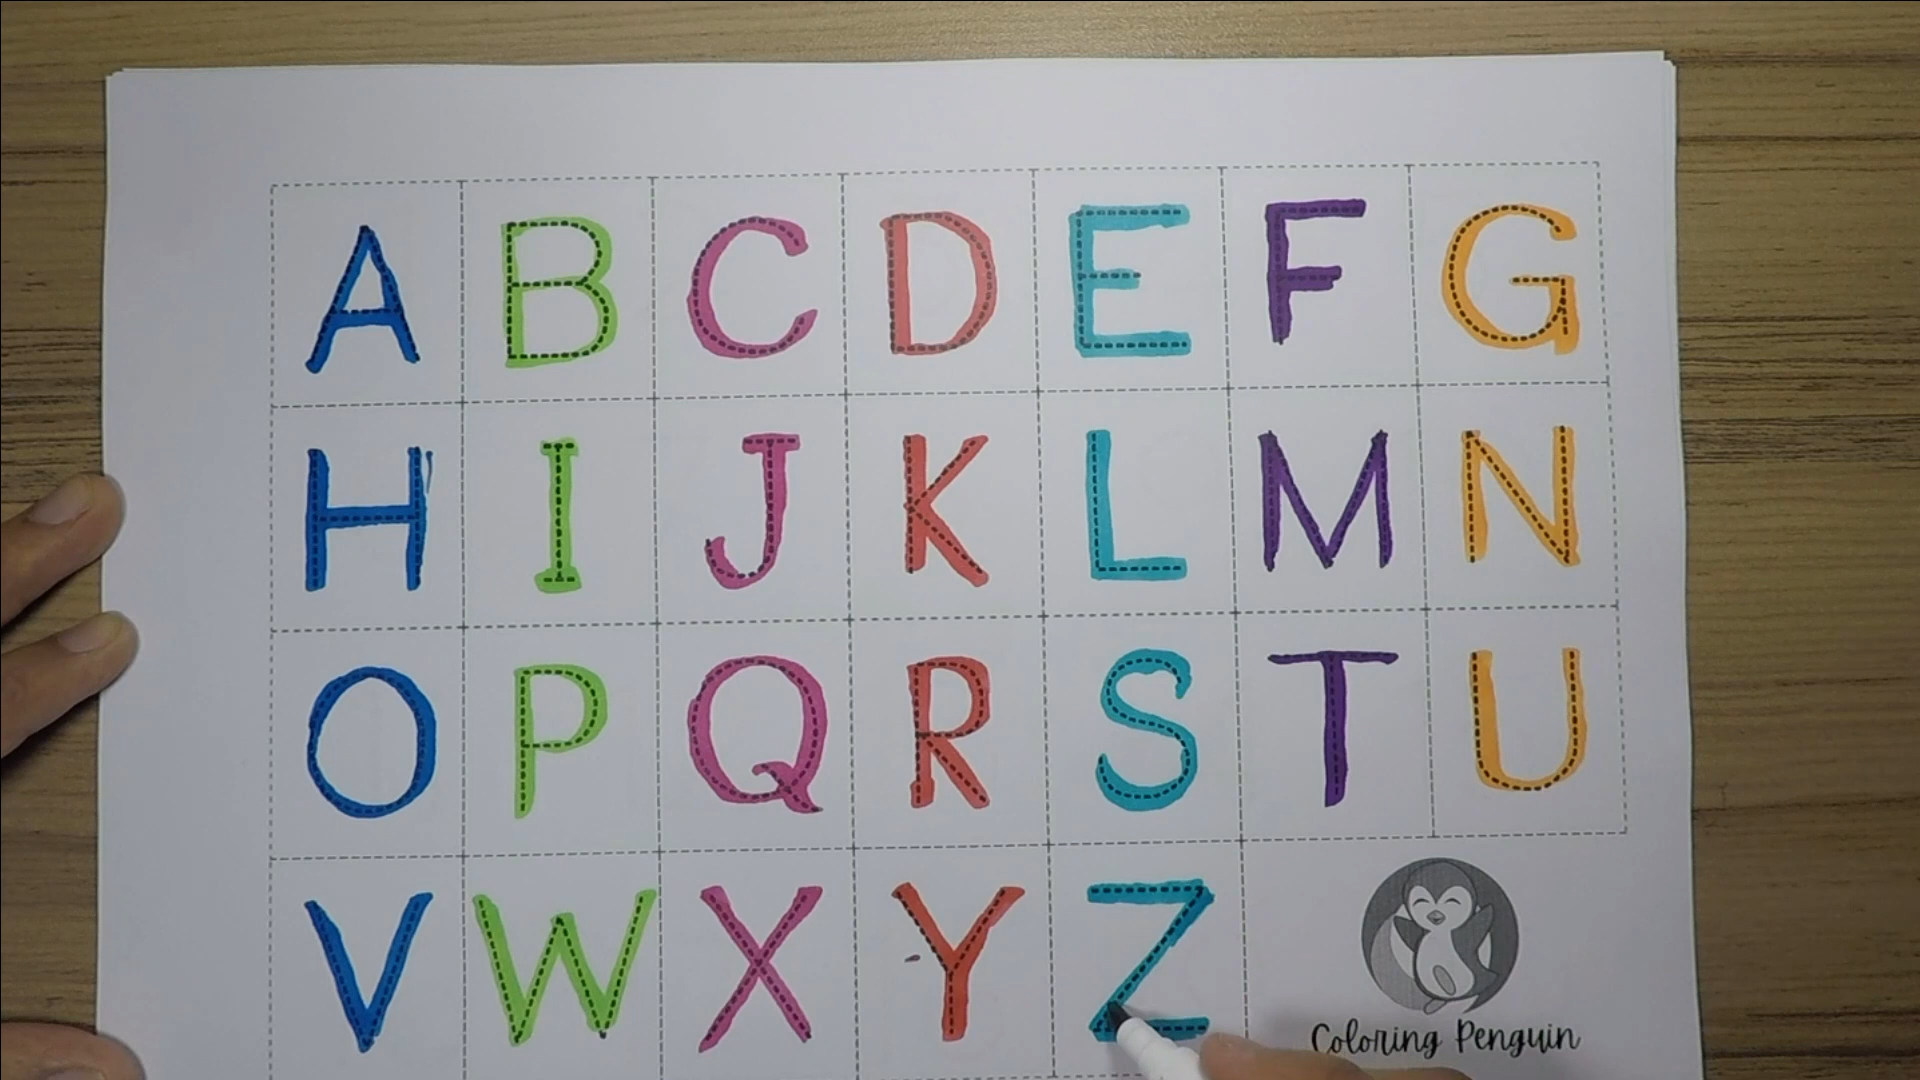 A B C D E F G
H I J K L M N
O P Q R S T U
V W X Y Z
Coloring Penguin